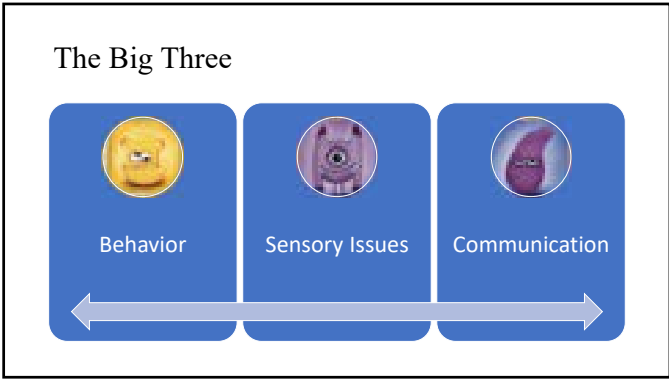 The Big Three
Behavior
Sensory Issues
Communication